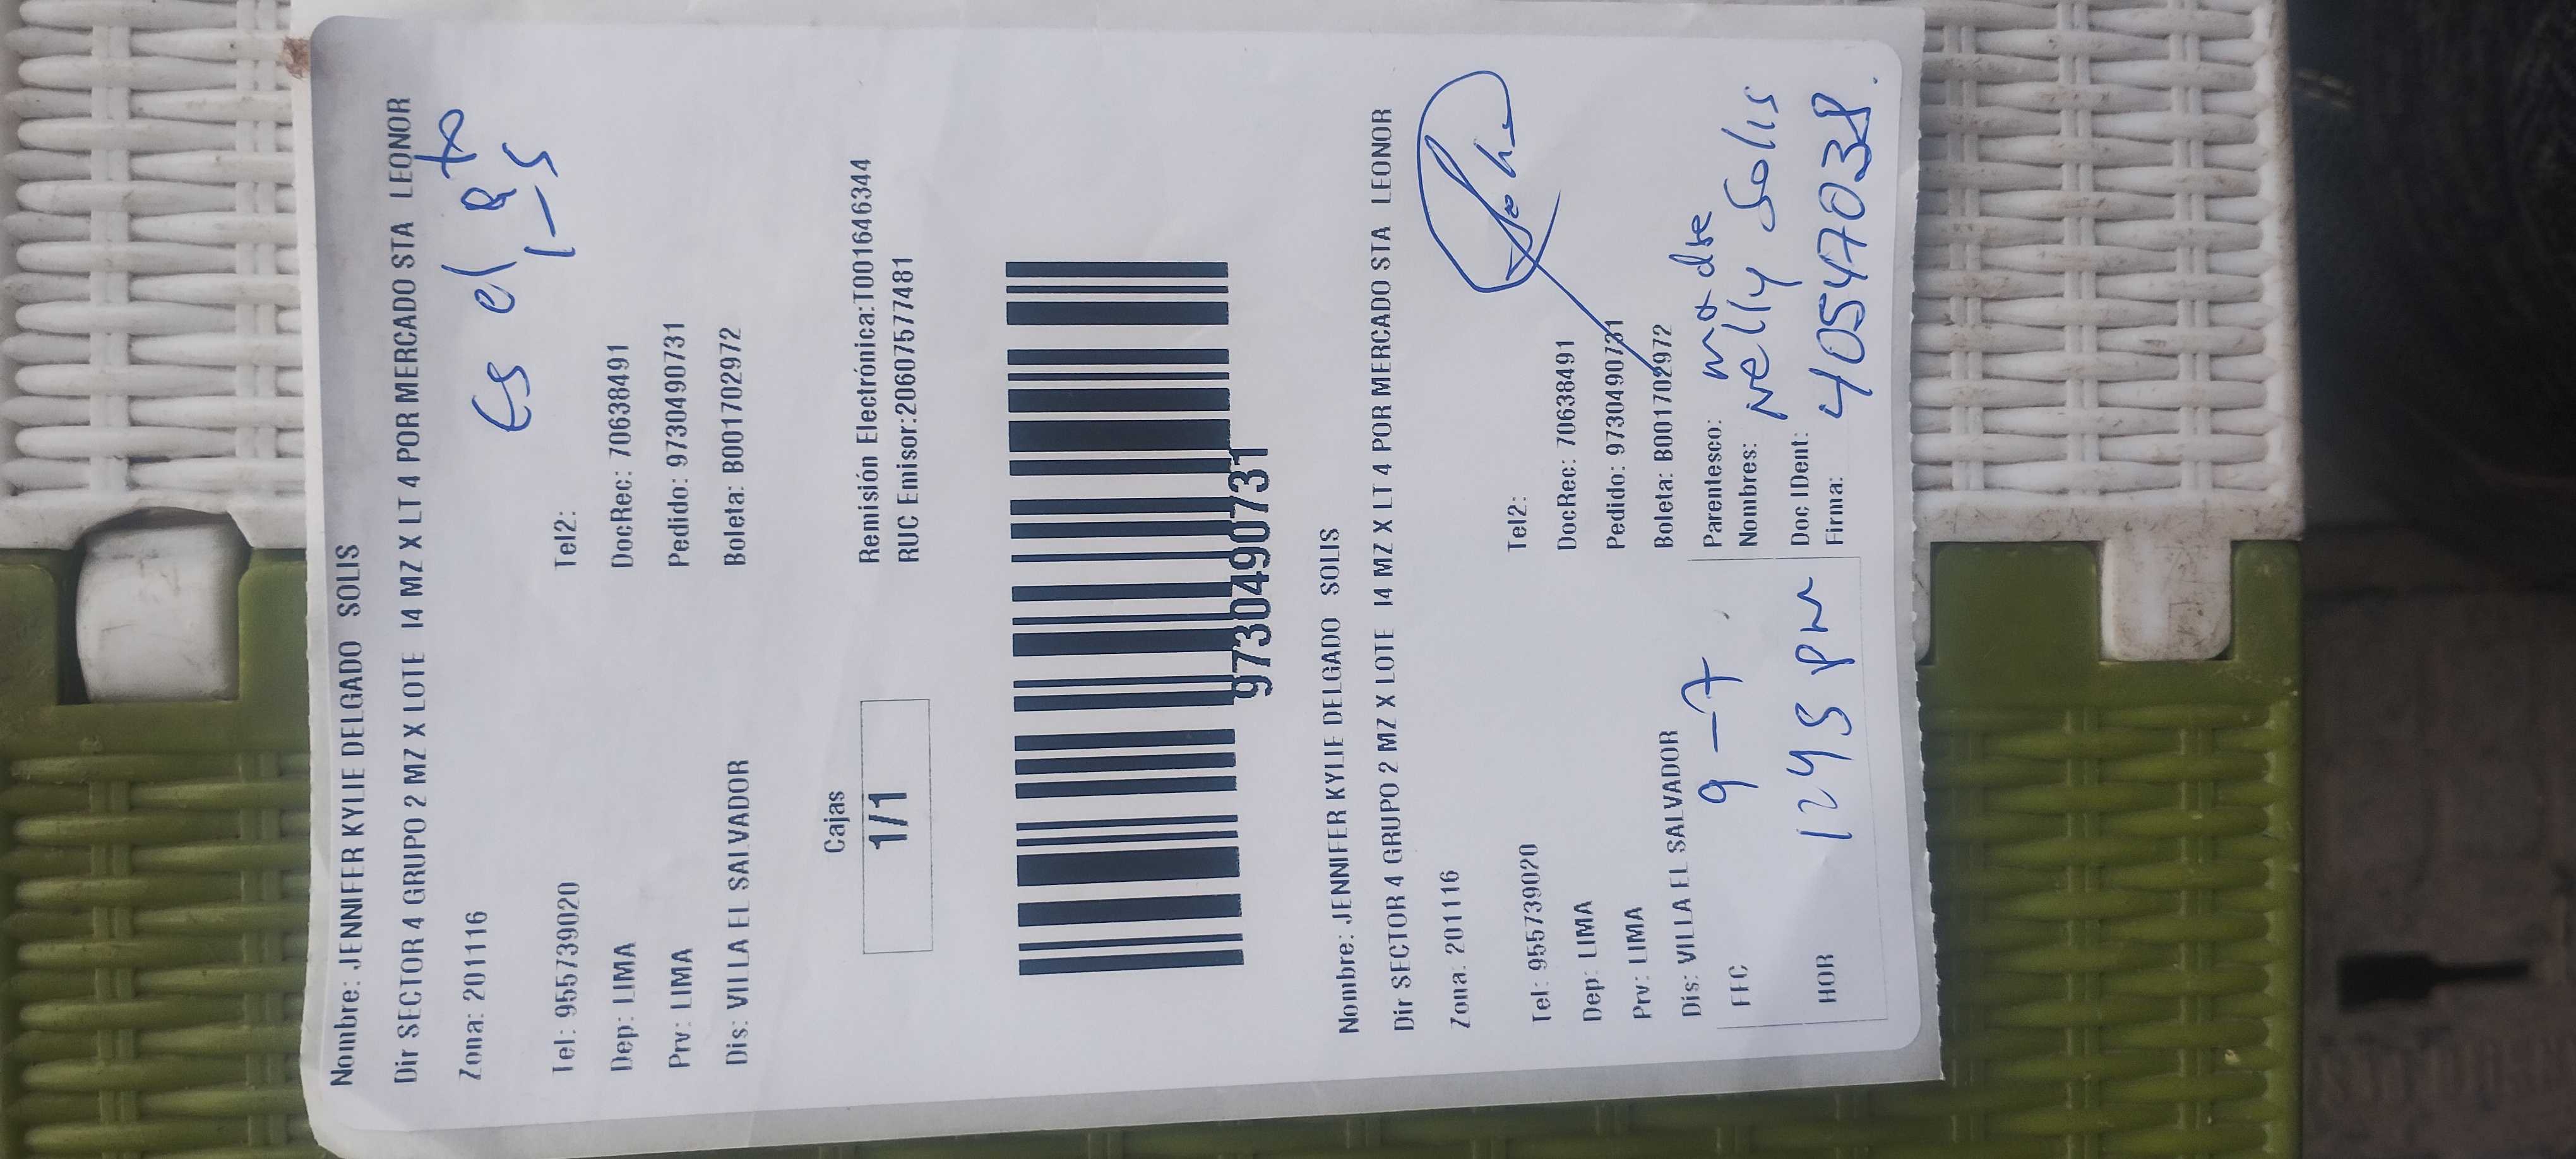 Nombre: JENNIFER KYLIE DELGADO SOLIS
Dir SECTOR 4 GRUPO 2 MZ X LOTE 14 MZ X LT 4 POR MERCADO STA LEONOR
Zona: 201116
Es el
1-5
Tel: 955739020 Tel2:
Dep: LIMA DocRec: 70638491
Prv: LIMA Pedido: 9730490731
Dis: VILLA EL SALVADOR Boleta: B001702972
Cajas
1/1
Remisión Electrónica:T001646344
RUC Emisor:20607577481
9730490731
Nombre: JENNIFER KYLIE DELGADO SOLIS
Dir SECTOR 4 GRUPO 2 MZ X LOTE 14 MZ X LT 4 POR MERCADO STA LEONOR
Zona: 201116
Tel: 955739020 Tel2:
Dep: LIMA DocRec: 70638491
Prv: LIMA Pedido: 9730490731
Dis: VILLA EL SALVADOR Boleta: B001702972
FEC 9-7
HOR 1245 PM
Parentesco: madre
Nombres: Nelly Solis
Doc IDent: 40547038
Firma: